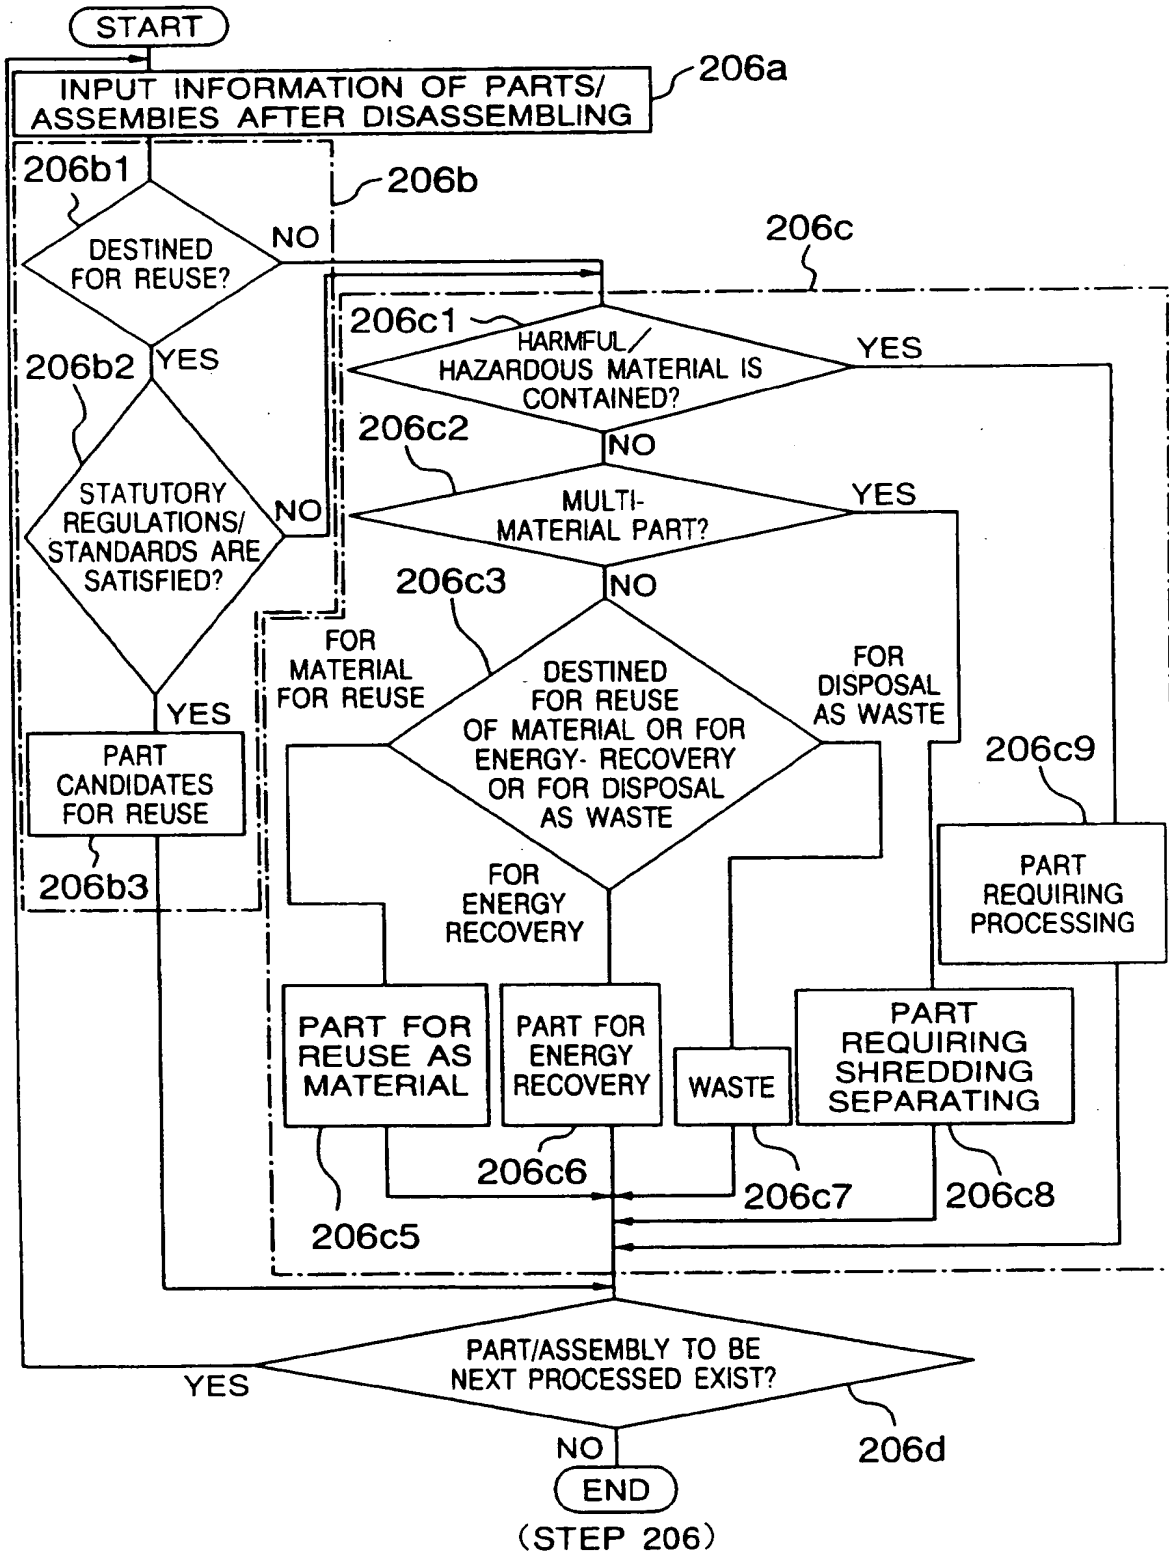 START
206a
INPUT INFORMATION OF PARTS/
ASSEMBIES AFTER DISASSEMBLING
206b1
206b
DESTINED
FOR REUSE?
NO
206c
YES
206b2
206c1
HARMFUL/
HAZARDOUS MATERIAL IS
CONTAINED?
YES
NO
206c2
STATUTORY
REGULATIONS/
STANDARDS ARE
SATISFIED?
NO
MULTI-
MATERIAL PART?
YES
NO
206c3
FOR
MATERIAL
FOR REUSE
DESTINED
FOR REUSE
OF MATERIAL OR FOR
ENERGY- RECOVERY
OR FOR DISPOSAL
AS WASTE
FOR
DISPOSAL
AS WASTE
YES
PART
CANDIDATES
FOR REUSE
206b3
206c9
PART
REQUIRING
PROCESSING
FOR
ENERGY
RECOVERY
PART FOR
REUSE AS
MATERIAL
PART FOR
ENERGY
RECOVERY
WASTE
PART
REQUIRING
SHREDDING
SEPARATING
206c5
206c6
206c7
206c8
PART/ASSEMBLY TO BE
NEXT PROCESSED EXIST?
YES
206d
NO
END
(STEP 206)